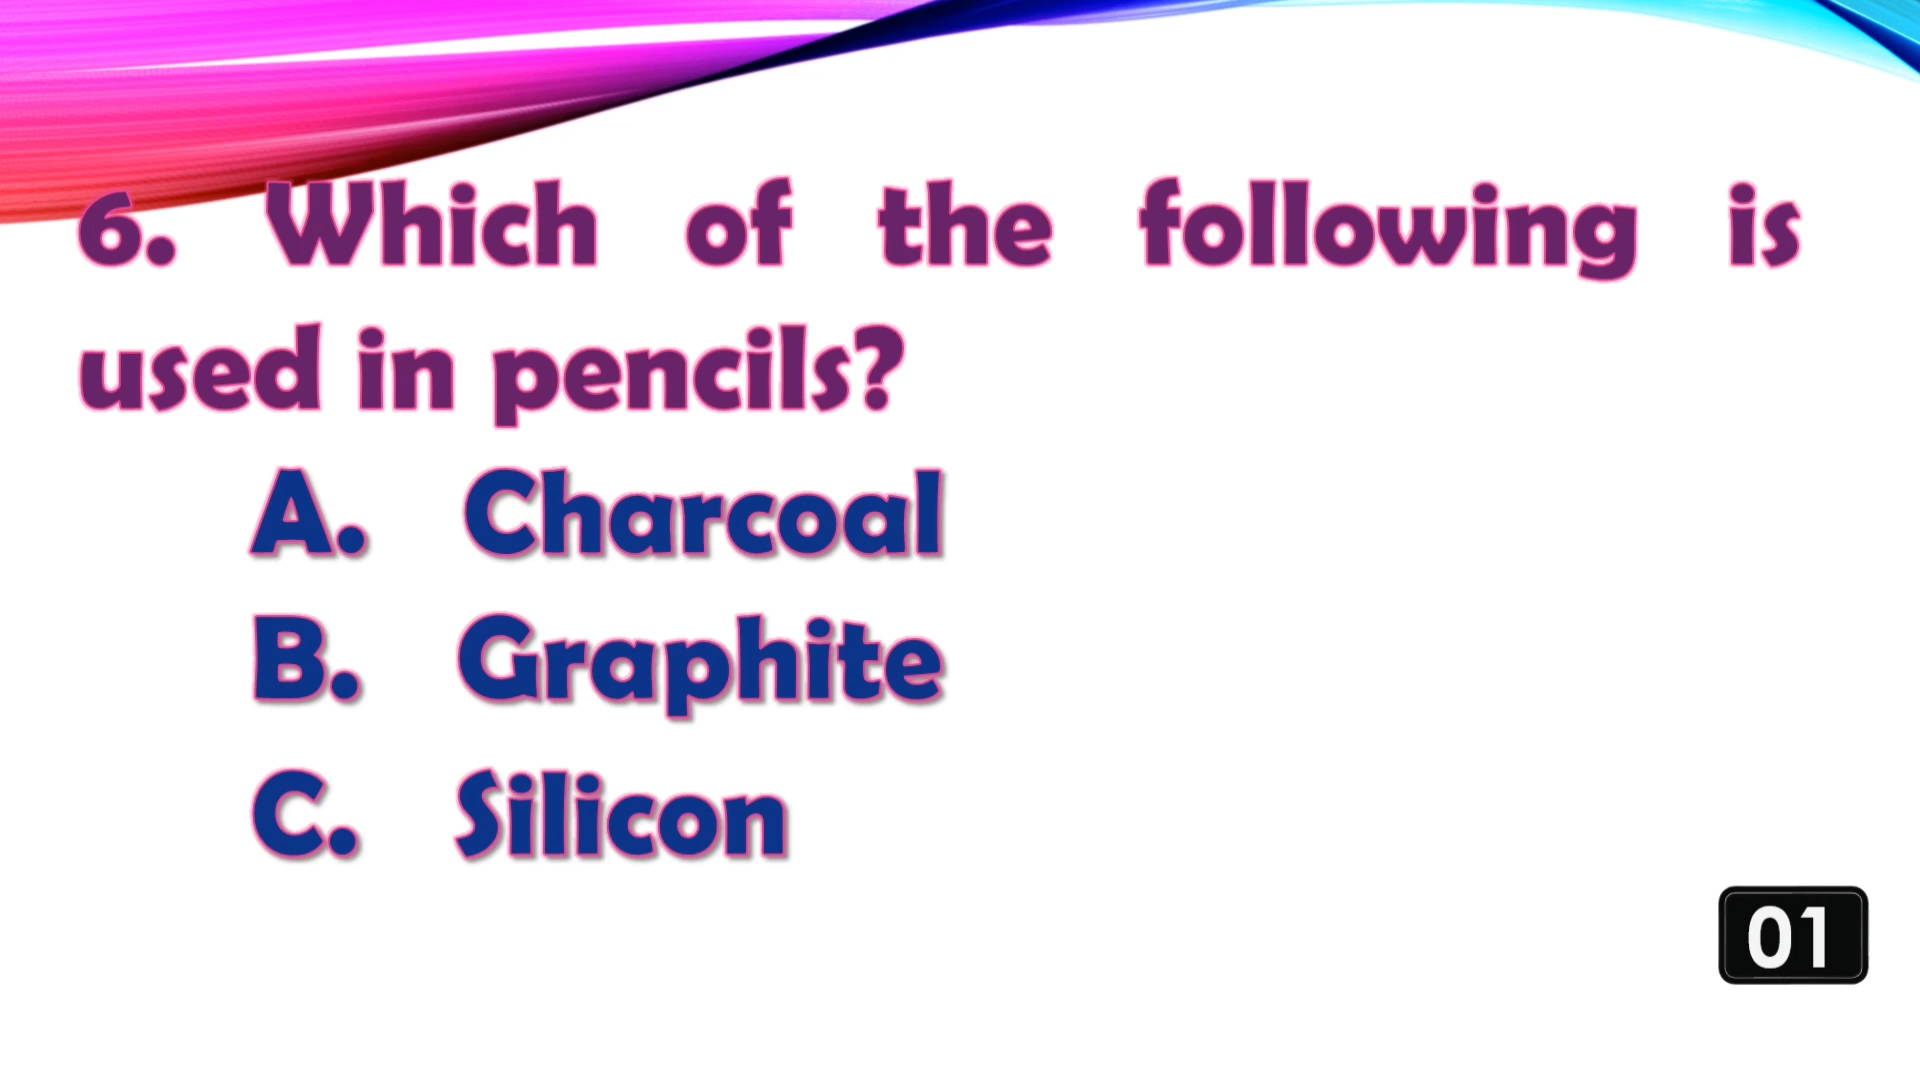 6. Which of the following is
used in pencils?
A. Charcoal
B. Graphite
C. Silicon
01